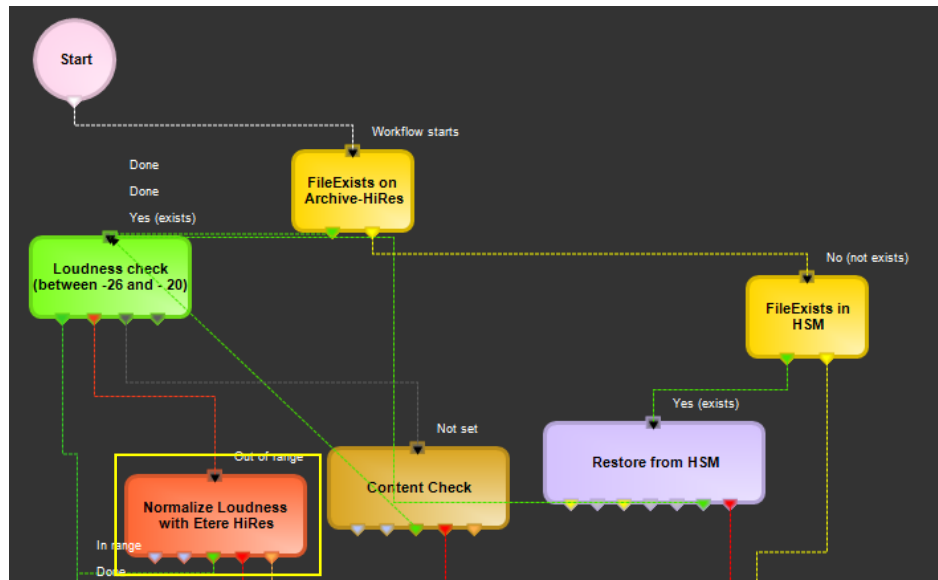 Start
Workflow starts
Done
FileExists on
Archive-HiRes
Done
Yes (exists)
No (not exists)
Loudness check
(between -26 and - 20)
FileExists in
HSM
Yes (exists)
Not set
Out of range
Restore from HSM
Content Check
Normalize Loudness
with Etere HiRes
In range
Done